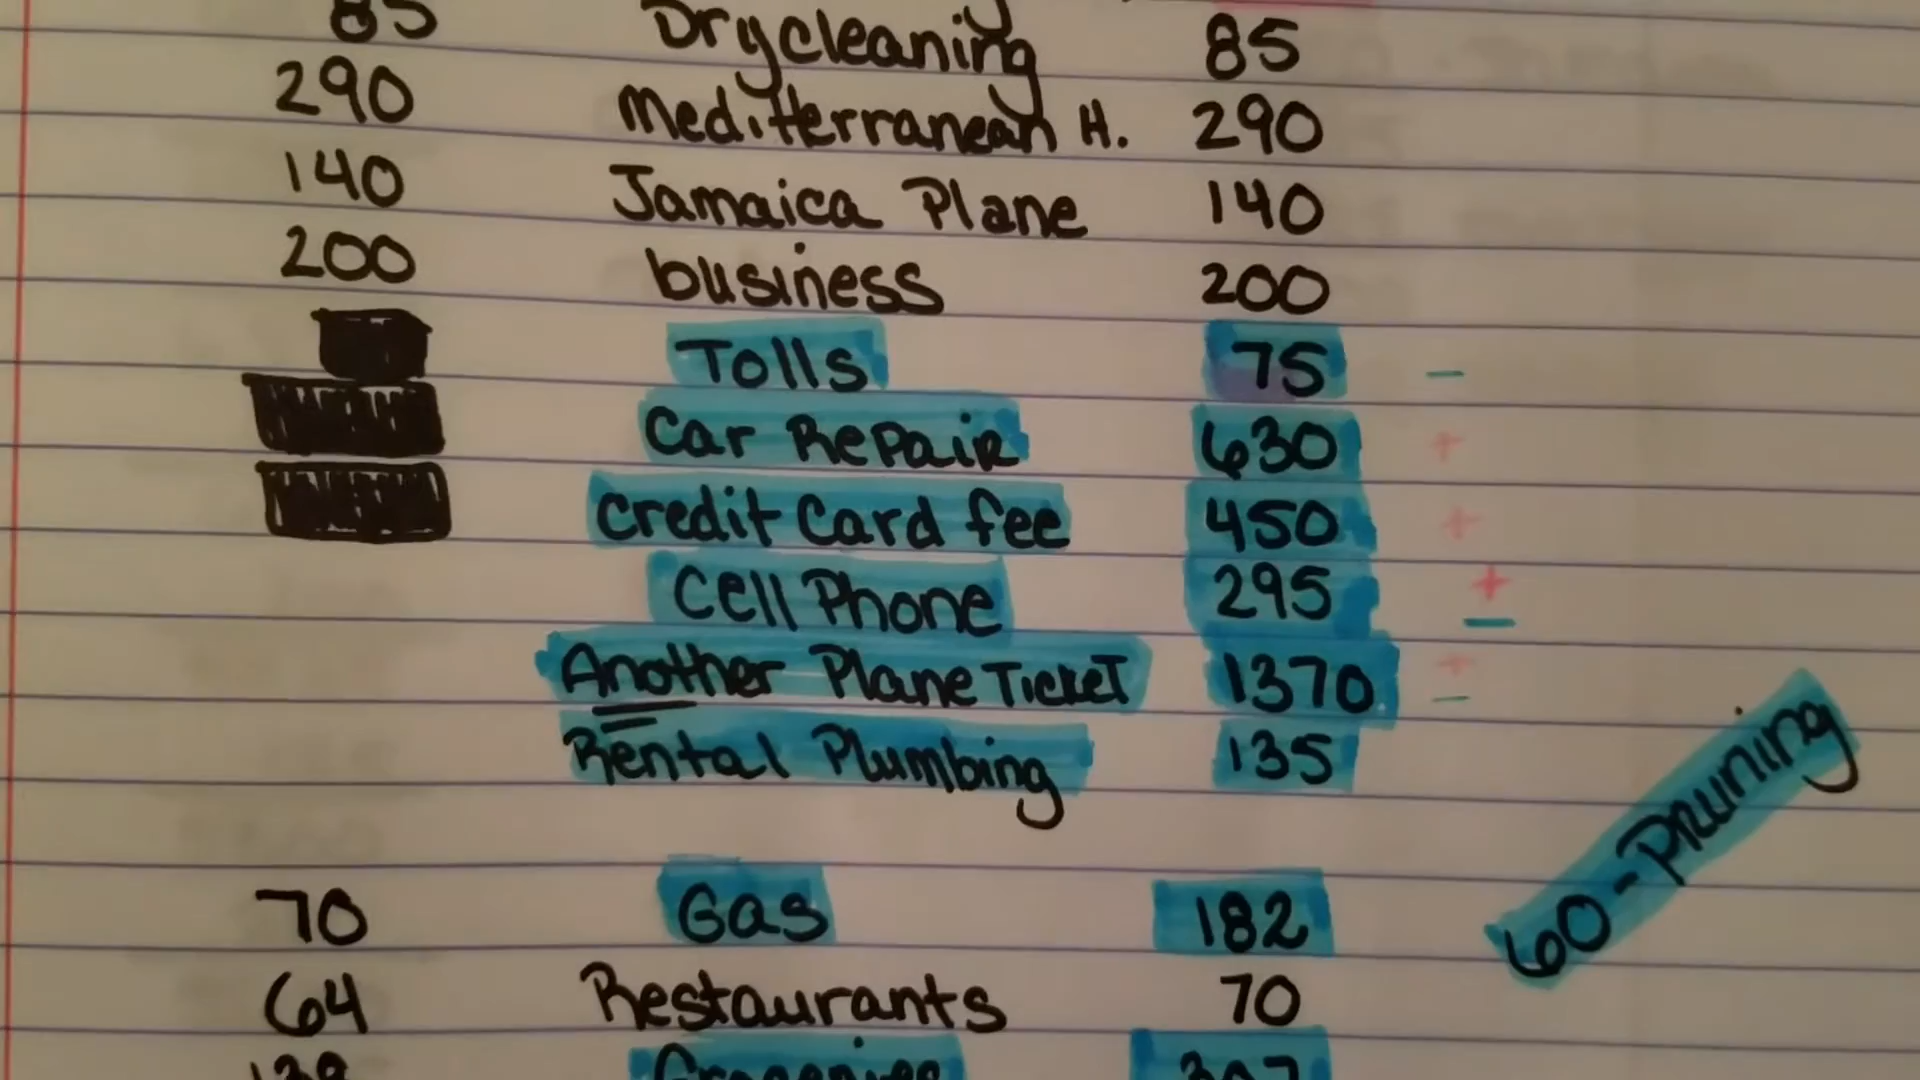 85 Drycleaning 85
290 Mediterranean H. 290
140 Jamaica Plane 140
200 business 200
Tolls 75 -
Car Repair 630 +
Credit Card fee 450 +
Cell Phone 295 + -
Another Plane Ticket 1370 + -
Rental Plumbing 135
60-Pruning
70 Gas 182
64 Restaurants 70
Groceries